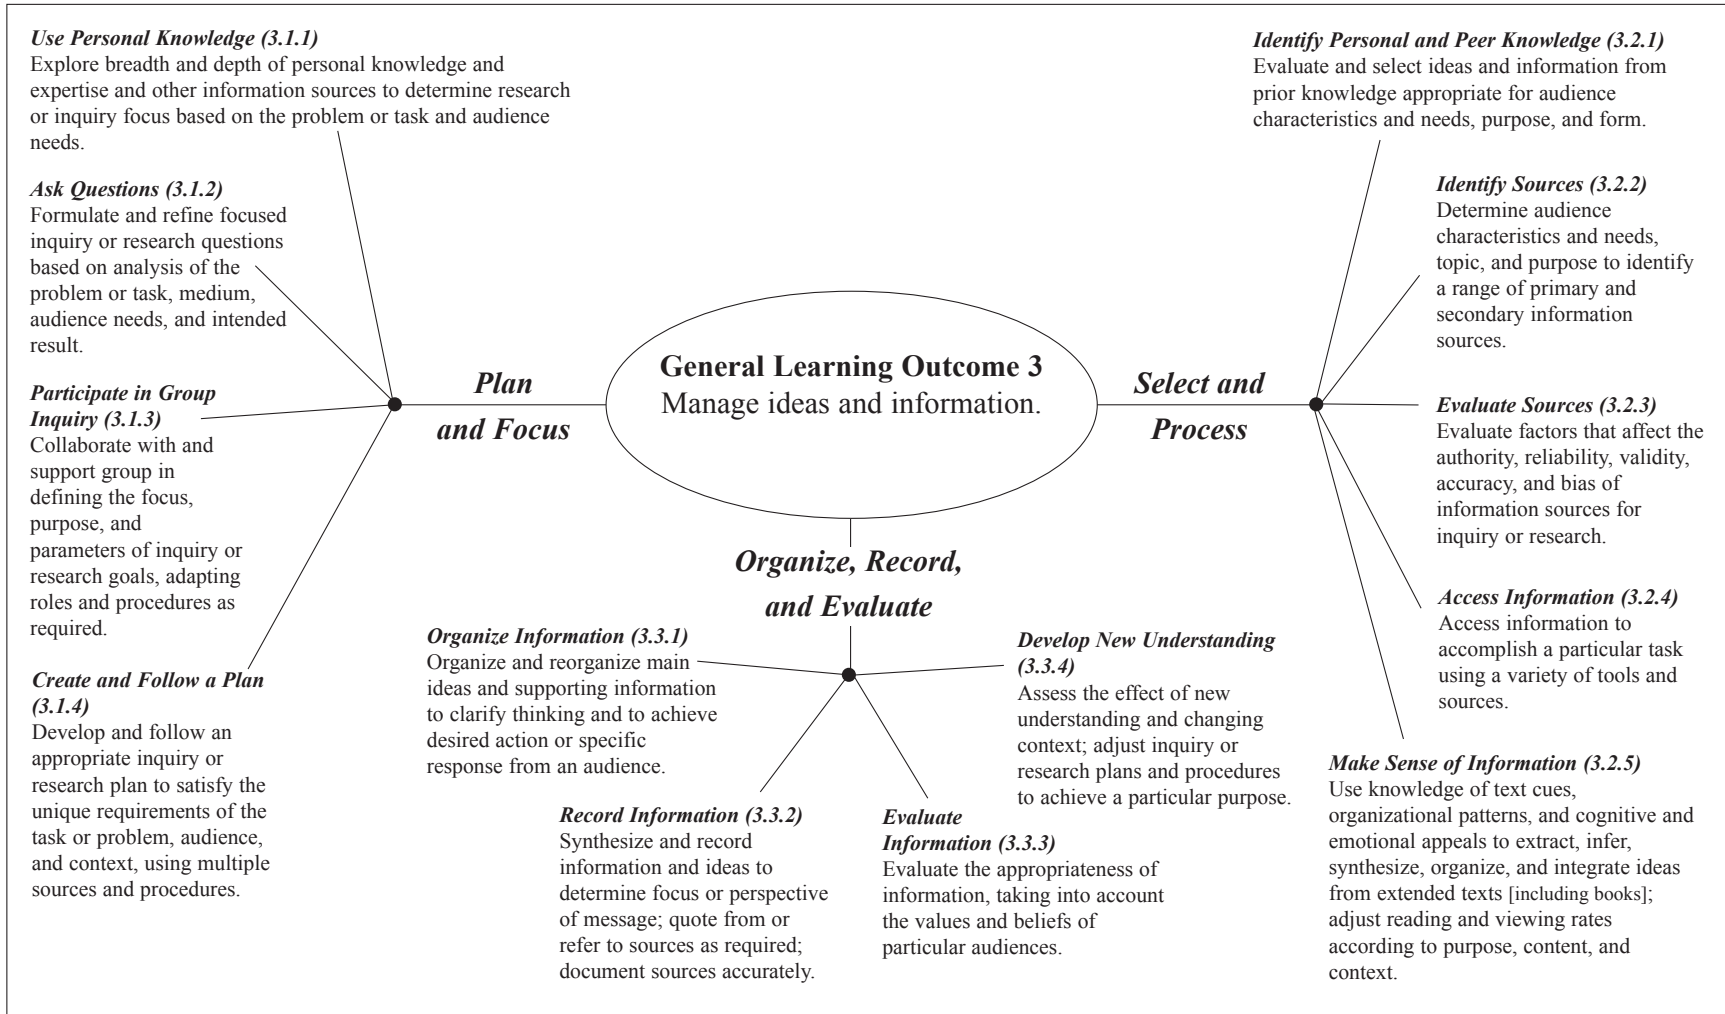 Use Personal Knowledge (3.1.1)
Explore breadth and depth of personal knowledge and
expertise and other information sources to determine research
or inquiry focus based on the problem or task and audience
needs.
Ask Questions (3.1.2)
Formulate and refine focused
inquiry or research questions
based on analysis of the
problem or task, medium,
audience needs, and intended
result.
Participate in Group
Inquiry (3.1.3)
Collaborate with and
support group in
defining the focus,
purpose, and
parameters of inquiry or
research goals, adapting
roles and procedures as
required.
Create and Follow a Plan
(3.1.4)
Develop and follow an
appropriate inquiry or
research plan to satisfy the
unique requirements of the
task or problem, audience,
and context, using multiple
sources and procedures.
Plan
and Focus
General Learning Outcome 3
Manage ideas and information.
Select and
Process
Organize, Record,
and Evaluate
Organize Information (3.3.1)
Organize and reorganize main
ideas and supporting information
to clarify thinking and to achieve
desired action or specific
response from an audience.
Record Information (3.3.2)
Synthesize and record
information and ideas to
determine focus or perspective
of message; quote from or
refer to sources as required;
document sources accurately.
Evaluate
Information (3.3.3)
Evaluate the appropriateness of
information, taking into account
the values and beliefs of
particular audiences.
Develop New Understanding
(3.3.4)
Assess the effect of new
understanding and changing
context; adjust inquiry or
research plans and procedures
to achieve a particular purpose.
Identify Personal and Peer Knowledge (3.2.1)
Evaluate and select ideas and information from
prior knowledge appropriate for audience
characteristics and needs, purpose, and form.
Identify Sources (3.2.2)
Determine audience
characteristics and needs,
topic, and purpose to identify
a range of primary and
secondary information
sources.
Evaluate Sources (3.2.3)
Evaluate factors that affect the
authority, reliability, validity,
accuracy, and bias of
information sources for
inquiry or research.
Access Information (3.2.4)
Access information to
accomplish a particular task
using a variety of tools and
sources.
Make Sense of Information (3.2.5)
Use knowledge of text cues,
organizational patterns, and cognitive and
emotional appeals to extract, infer,
synthesize, organize, and integrate ideas
from extended texts [including books];
adjust reading and viewing rates
according to purpose, content, and
context.